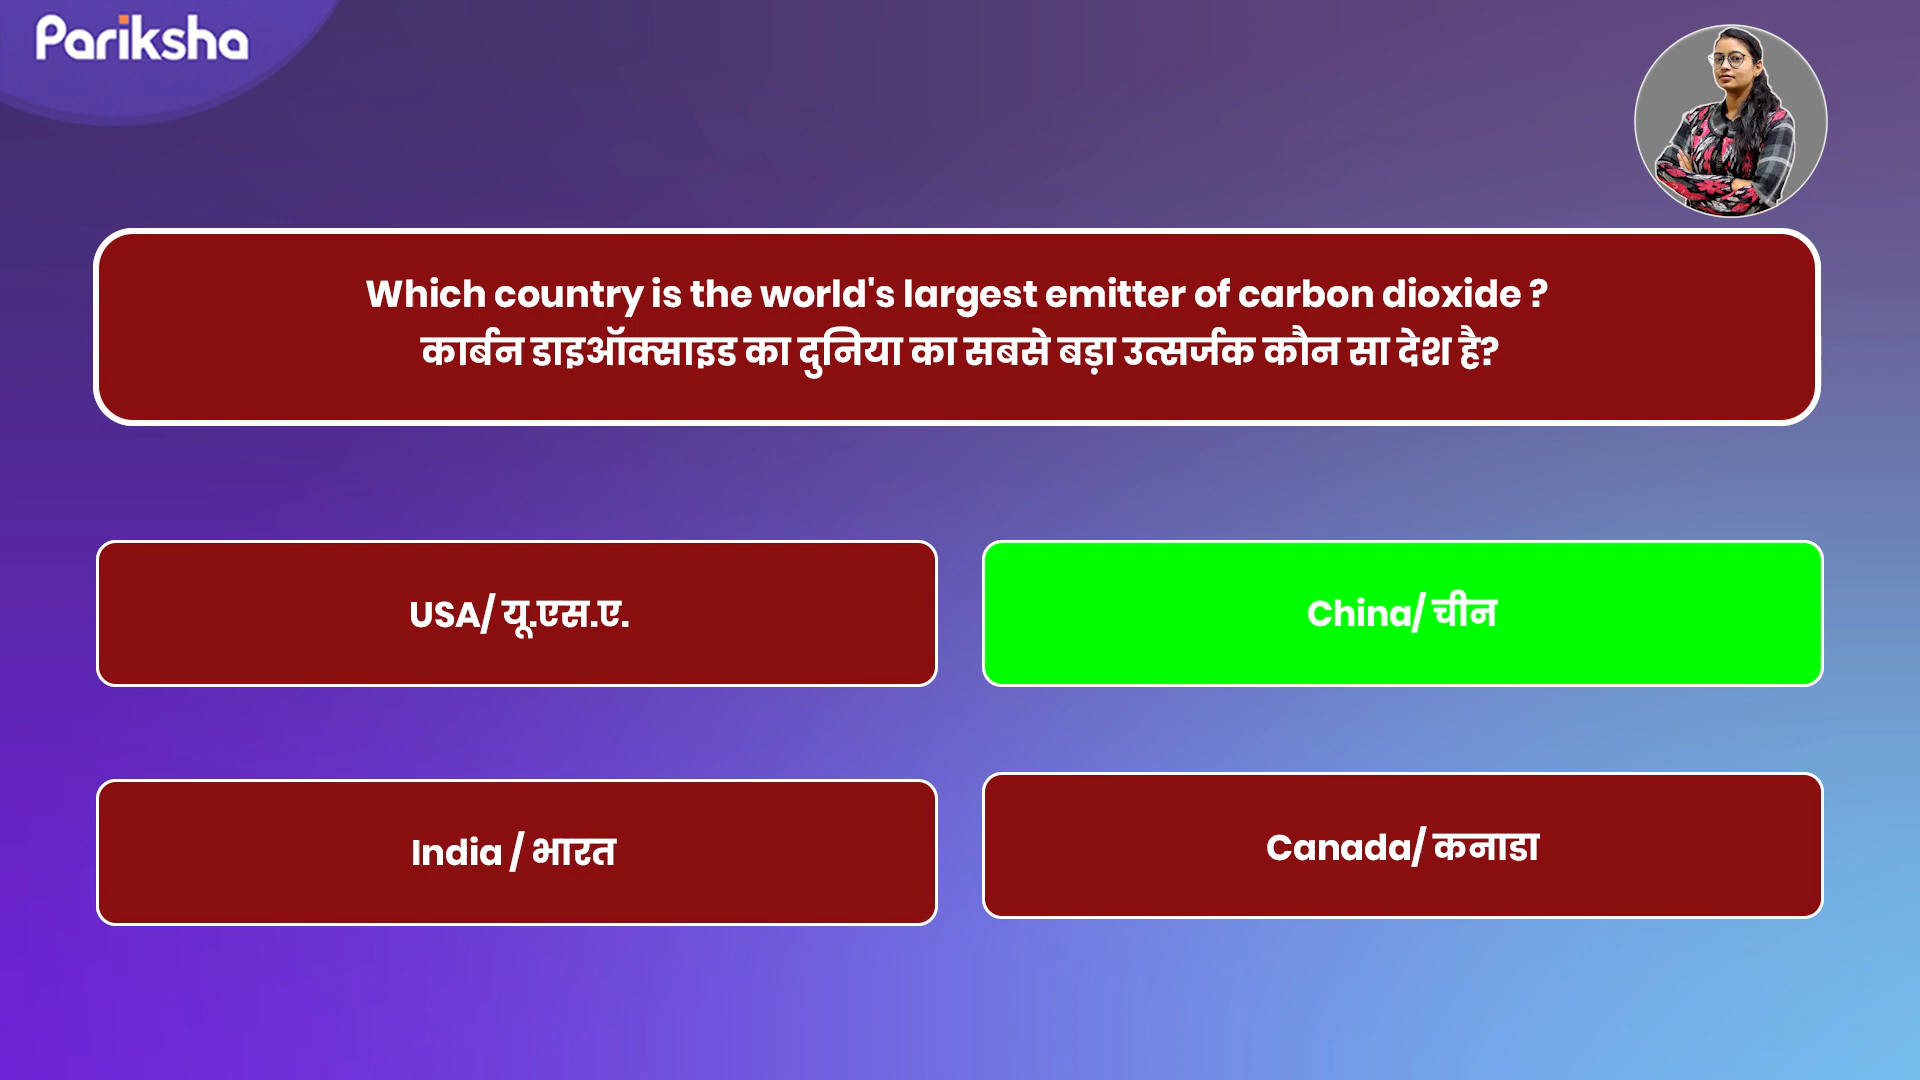 Pariksha
Which country is the world's largest emitter of carbon dioxide ?
कार्बन डाइऑक्साइड का दुनिया का सबसे बड़ा उत्सर्जक कौन सा देश है?
USA/ यू.एस.ए.
China/ चीन
India / भारत
Canada/ कनाडा